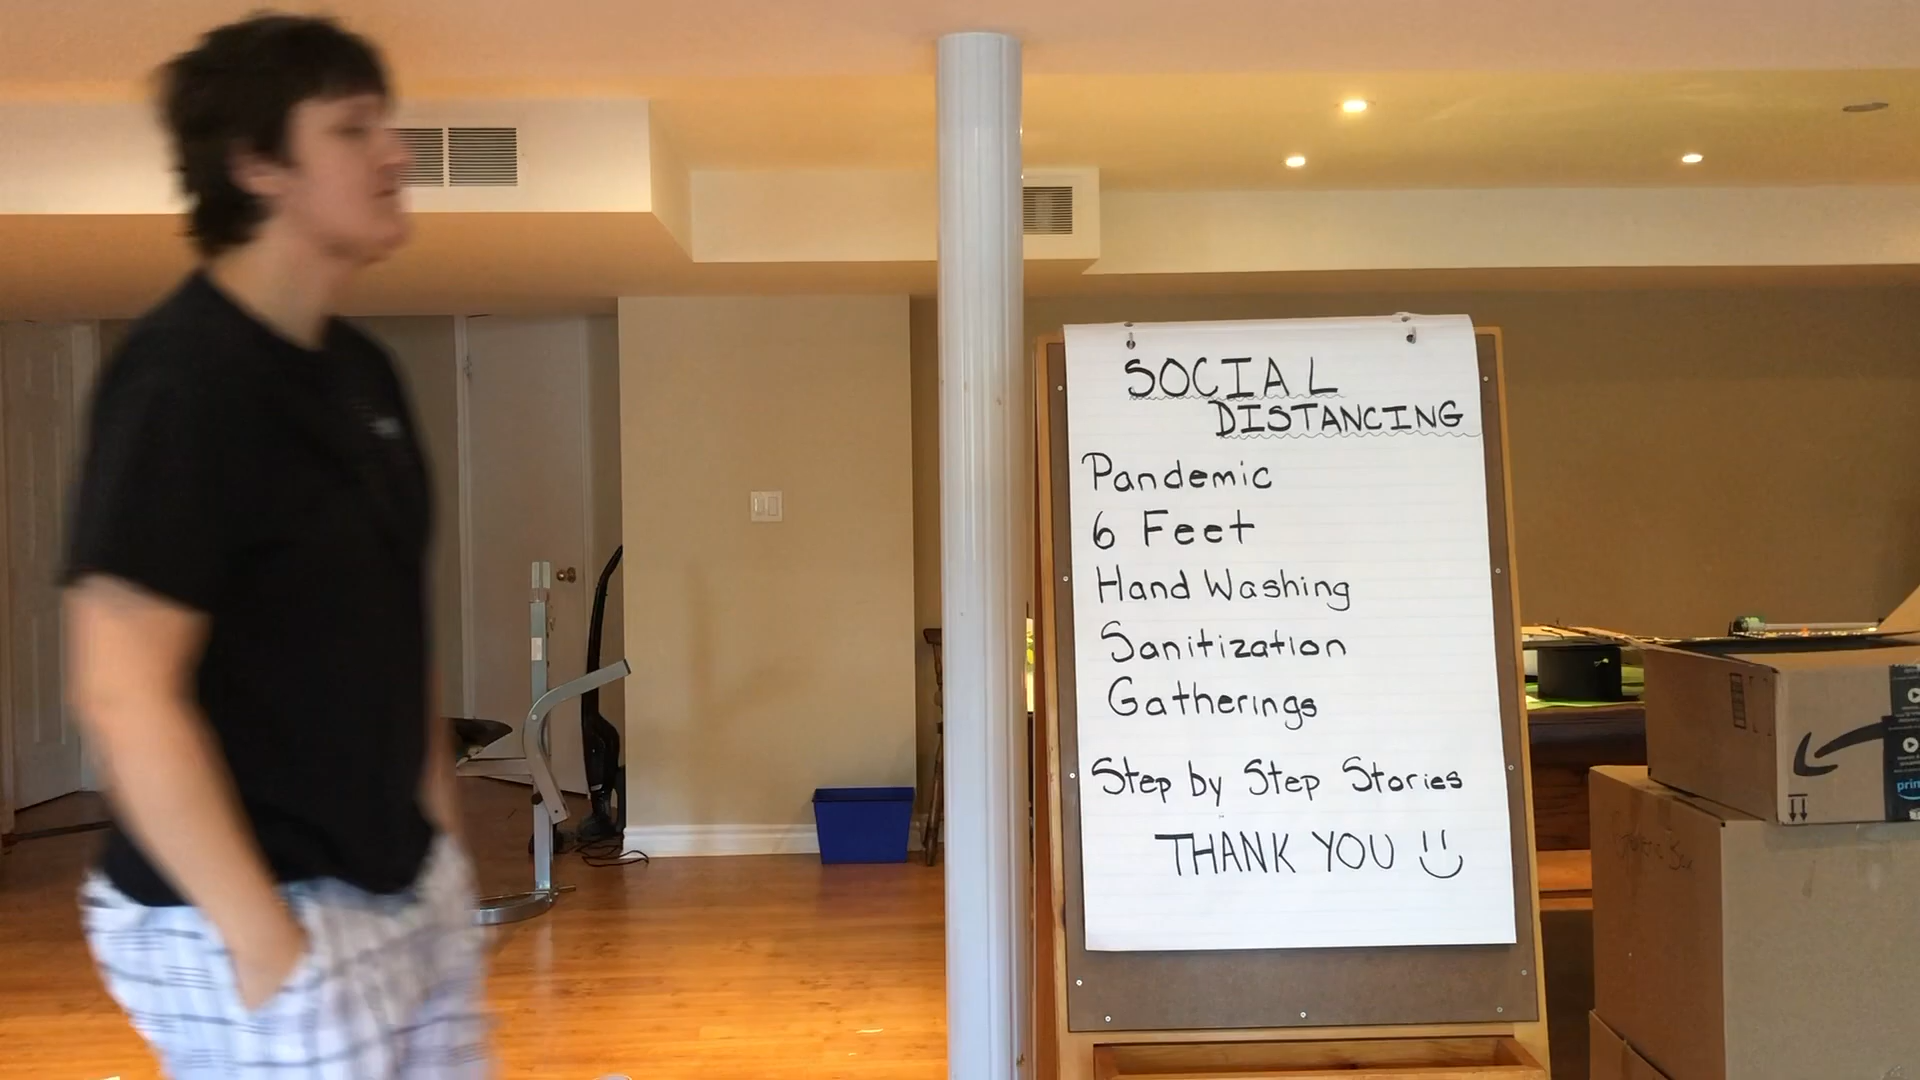 SOCIAL
DISTANCING
Pandemic
6 Feet
Hand Washing
Sanitization
Gatherings
Step by Step Stories
THANK YOU